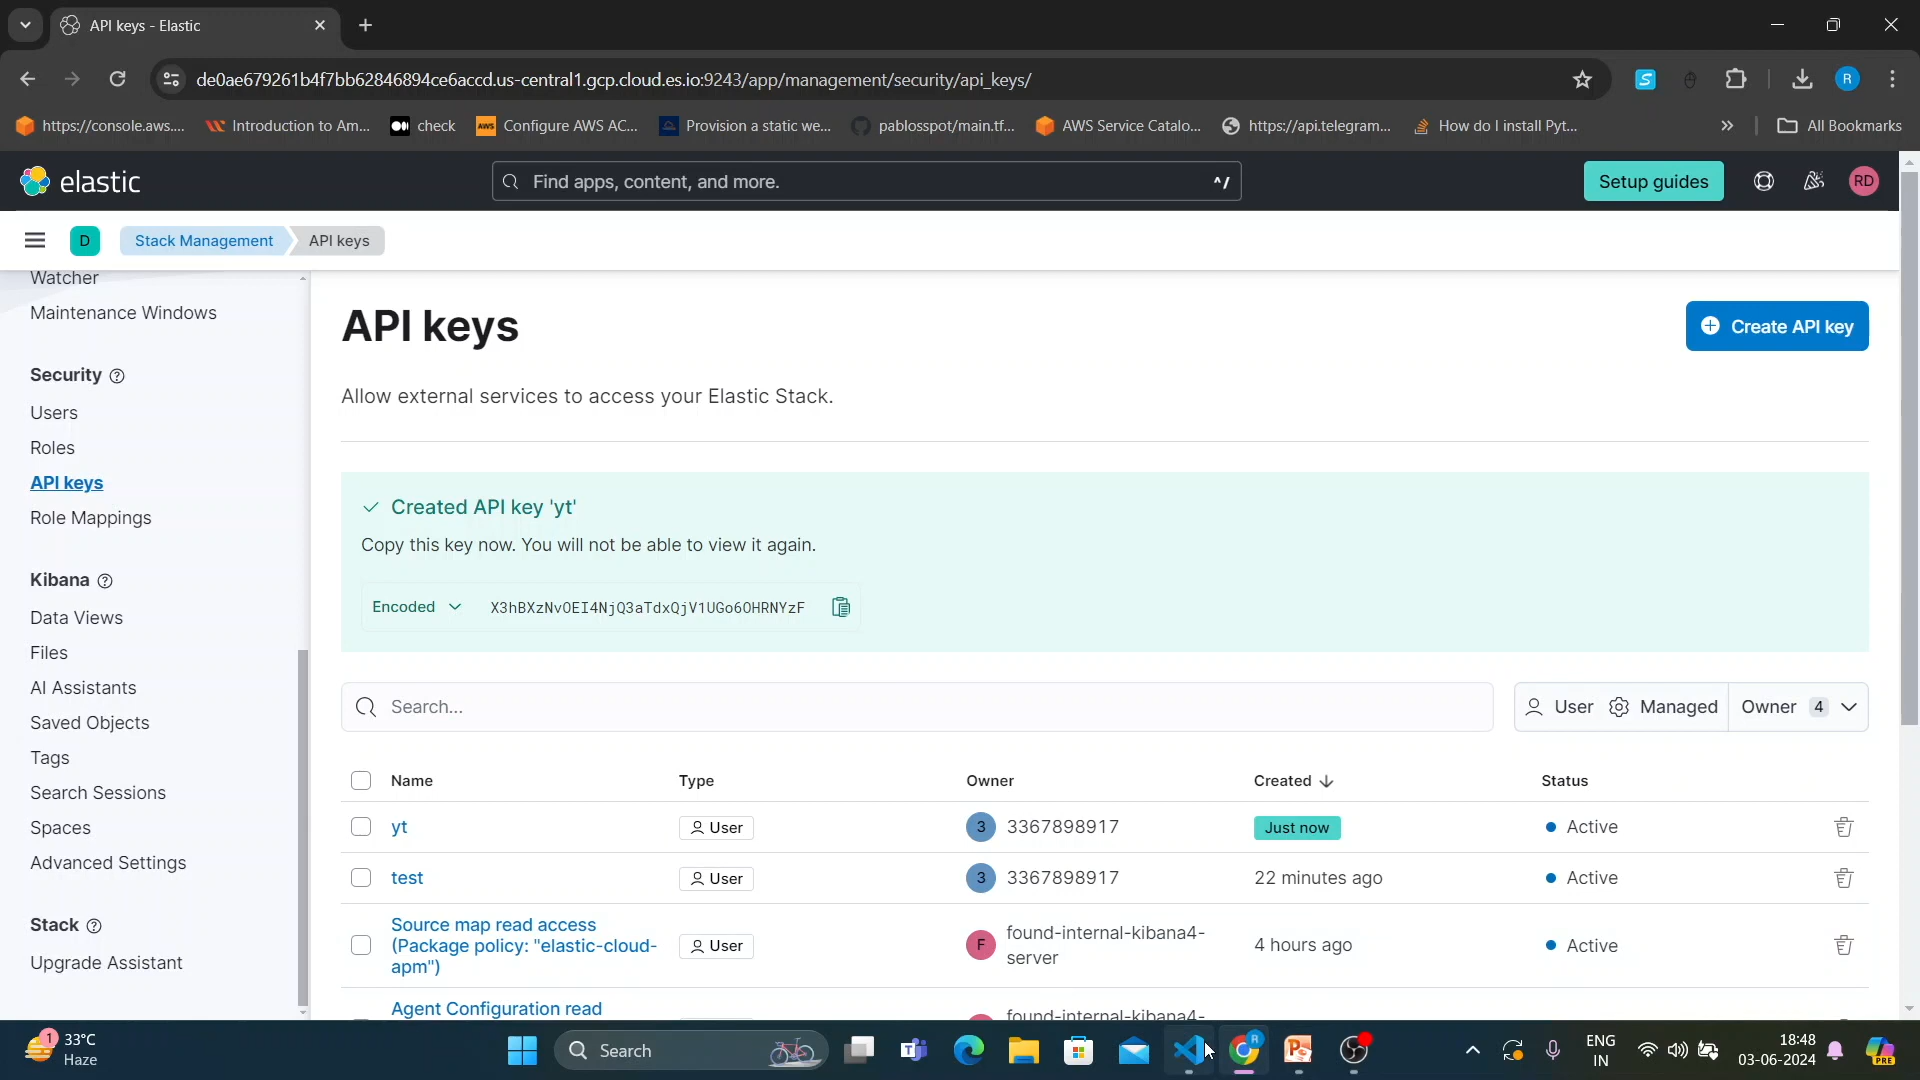 API keys - Elastic
de0ae679261b4f7bb62846894ce6accd.us-central1.gcp.cloud.es.io:9243/app/management/security/api_keys/
R
https://console.aws....
Introduction to Am...
check
Configure AWS AC...
Provision a static we...
pablosspot/main.tf...
AWS Service Catalo...
https://api.telegram...
How do I install Pyt...
All Bookmarks
elastic
Find apps, content, and more.
^/
Setup guides
RD
D
Stack Management
API keys
Watcher
Maintenance Windows
Security
Users
Roles
API keys
Role Mappings
Kibana
Data Views
Files
AI Assistants
Saved Objects
Tags
Search Sessions
Spaces
Advanced Settings
Stack
Upgrade Assistant
API keys
Create API key
Allow external services to access your Elastic Stack.
Created API key 'yt'
Copy this key now. You will not be able to view it again.
Encoded
X3hBXzNvOEI4NjQ3aTdxQjV1UGo6OHRNYzF
Search...
User
Managed
Owner 4
Name Type Owner Created Status
yt User 3 3367898917 Just now Active
test User 3 3367898917 22 minutes ago Active
Source map read access
(Package policy: "elastic-cloud-
apm")
User
F
found-internal-kibana4-
server
4 hours ago
Active
Agent Configuration read
found-internal-kibana4-
1
33°C
Haze
Search
ENG
IN
18:48
03-06-2024
PRE